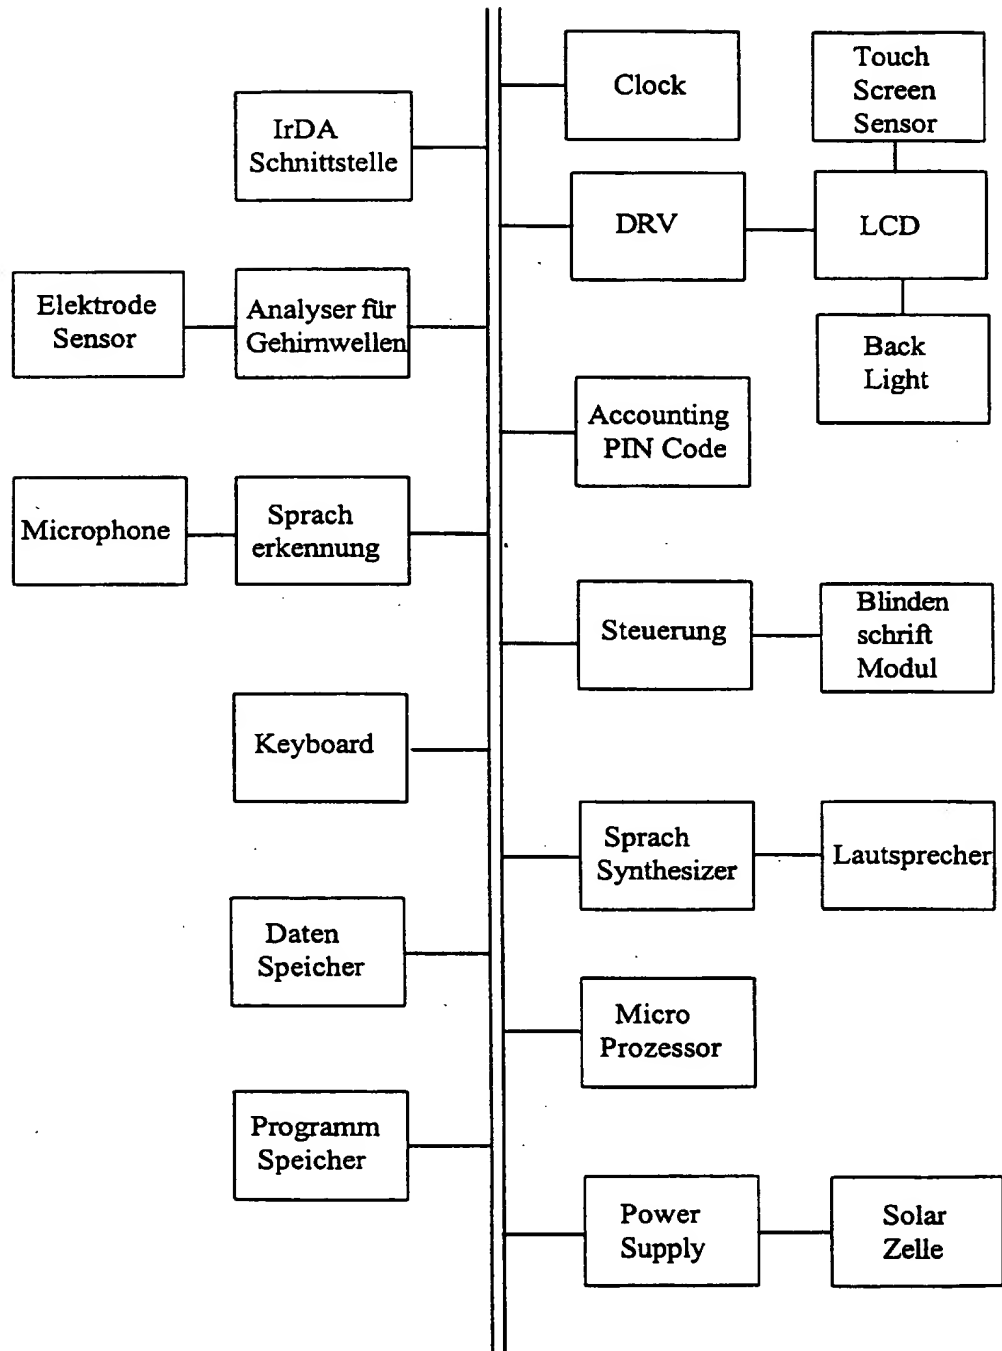 Clock
Touch
Screen
Sensor
IrDA
Schnittstelle
DRV
LCD
Elektrode
Sensor
Analyser für
Gehirnwellen
Back
Light
Accounting
PIN Code
Microphone
Sprach
erkennung
Steuerung
Blinden
schrift
Modul
Keyboard
Sprach
Synthesizer
Lautsprecher
Daten
Speicher
Micro
Prozessor
Programm
Speicher
Power
Supply
Solar
Zelle